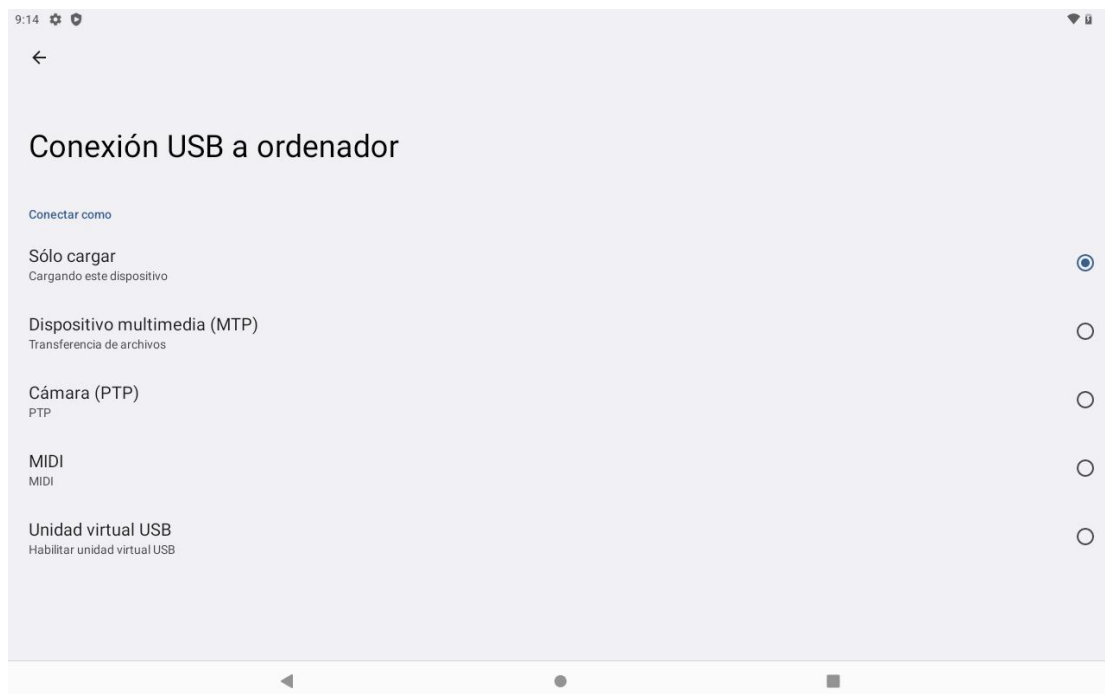 9:14
Conexión USB a ordenador
Conectar como
Sólo cargar
Cargando este dispositivo
Dispositivo multimedia (MTP)
Transferencia de archivos
Cámara (PTP)
PTP
MIDI
MIDI
Unidad virtual USB
Habilitar unidad virtual USB